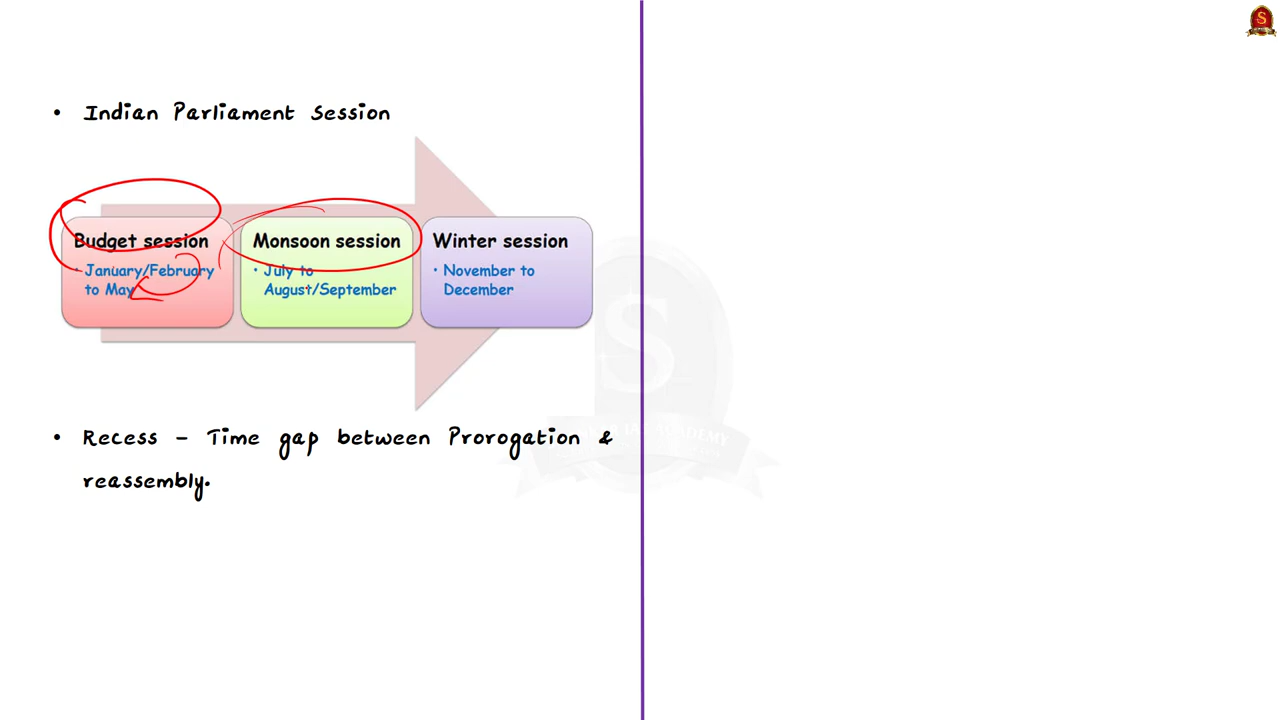 • Indian Parliament Session
Budget session
• January/February
to May
Monsoon session
• July to
August/September
Winter session
• November to
December
• Recess - Time gap between Prorogation &
reassembly.
S
S
ACADEMY